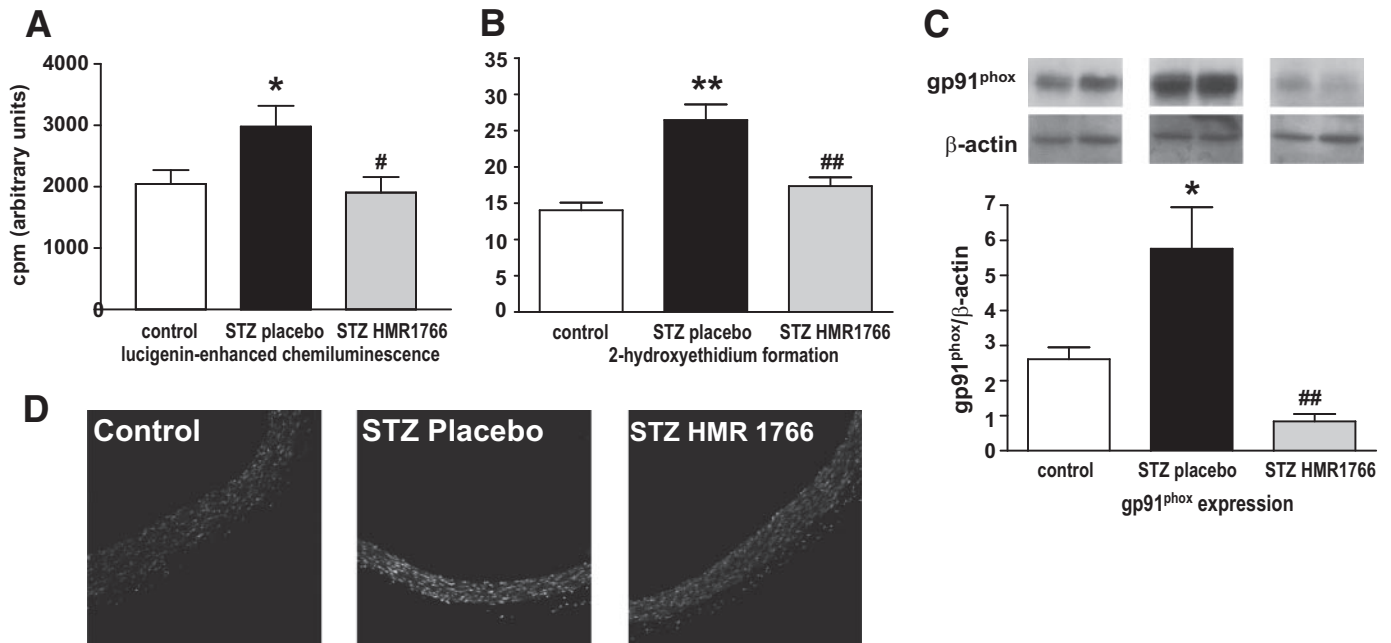 A
4000
3000
2000
1000
0
cpm (arbitrary units)
*
#
control STZ placebo STZ HMR1766
lucigenin-enhanced chemiluminescence
B
35
30
25
20
15
10
5
0
**
##
control STZ placebo STZ HMR1766
2-hydroxyethidium formation
C
gp91phox
β-actin
7
6
5
4
3
2
1
0
gp91phox/β-actin
*
##
control STZ placebo STZ HMR1766
gp91phox expression
D
Control
STZ Placebo
STZ HMR 1766